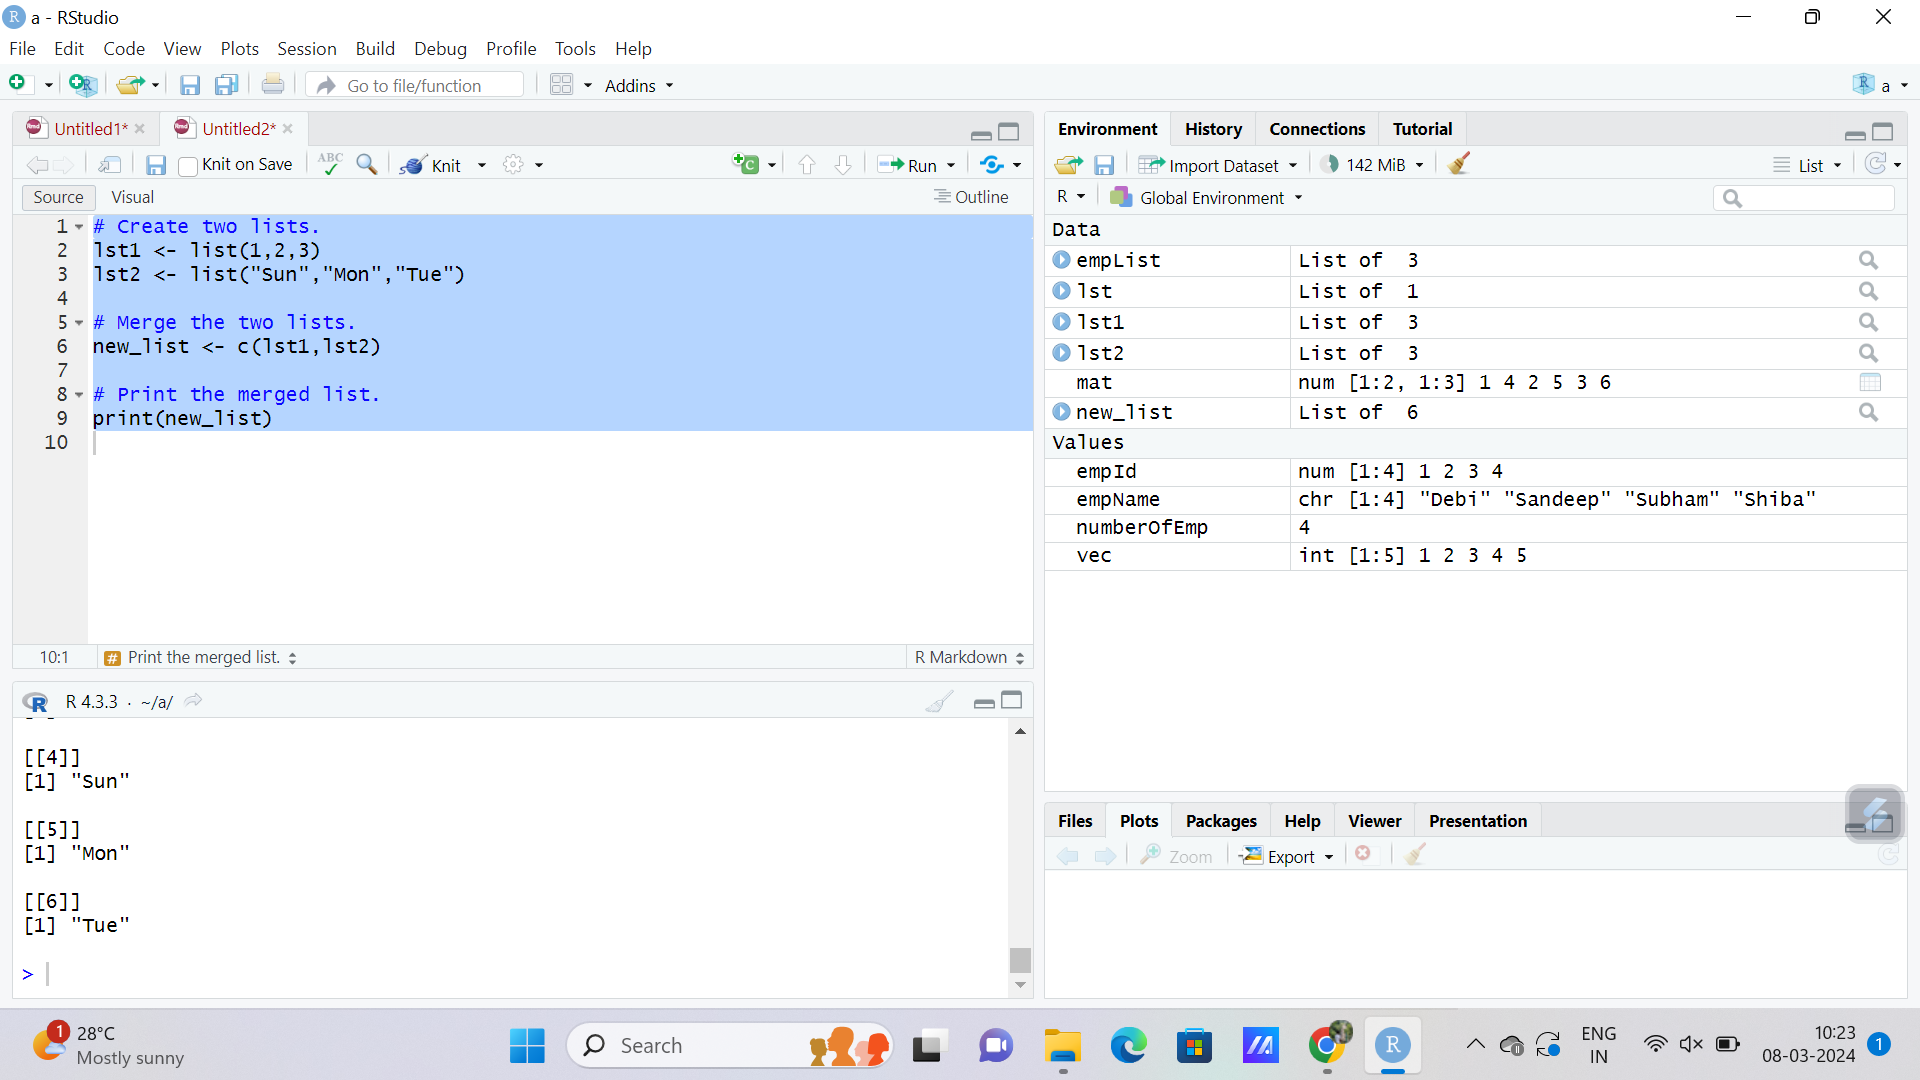 a - RStudio
File Edit Code View Plots Session Build Debug Profile Tools Help
Go to file/function Addins a
Untitled1* Untitled2*
Knit on Save ABC Knit Run
Source Visual Outline
1 # Create two lists.
2 lst1 <- list(1,2,3)
3 lst2 <- list("Sun","Mon","Tue")
4
5 # Merge the two lists.
6 new_list <- c(lst1,lst2)
7
8 # Print the merged list.
9 print(new_list)
10
10:1 Print the merged list. R Markdown
R 4.3.3 · ~/a/
[[4]]
[1] "Sun"
[[5]]
[1] "Mon"
[[6]]
[1] "Tue"
>
Environment History Connections Tutorial
Import Dataset 142 MiB List
R Global Environment
Data
empList List of 3
lst List of 1
lst1 List of 3
lst2 List of 3
mat num [1:2, 1:3] 1 4 2 5 3 6
new_list List of 6
Values
empId num [1:4] 1 2 3 4
empName chr [1:4] "Debi" "Sandeep" "Subham" "Shiba"
numberOfEmp 4
vec int [1:5] 1 2 3 4 5
Files Plots Packages Help Viewer Presentation
Zoom Export
1 28°C
Mostly sunny
Search
ENG
IN
10:23
08-03-2024
1